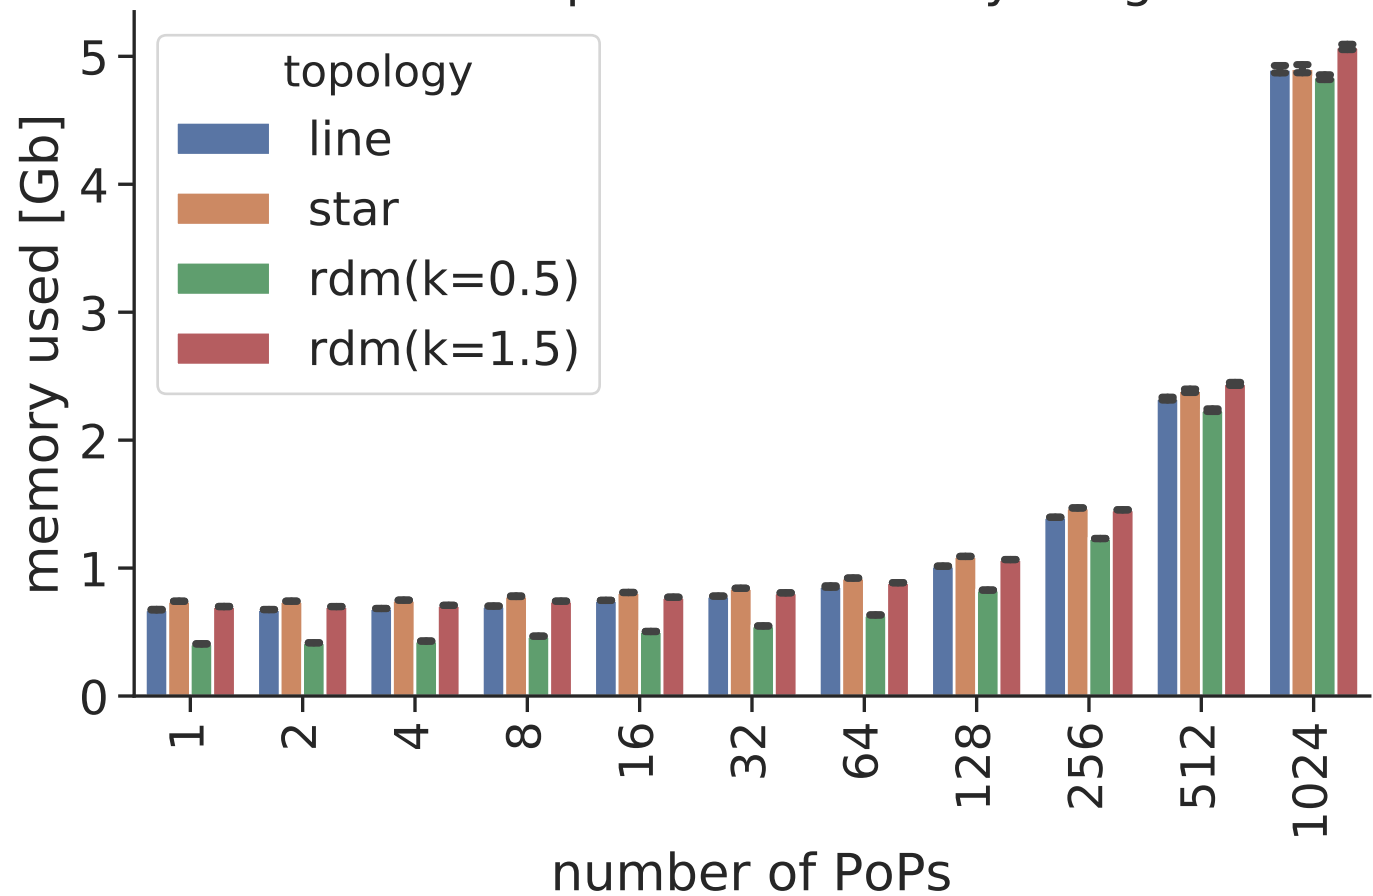 topology
line
star
rdm(k=0.5)
rdm(k=1.5)
memory used [Gb]
5
4
3
2
1
0
1
2
4
8
16
32
64
128
256
512
1024
number of PoPs